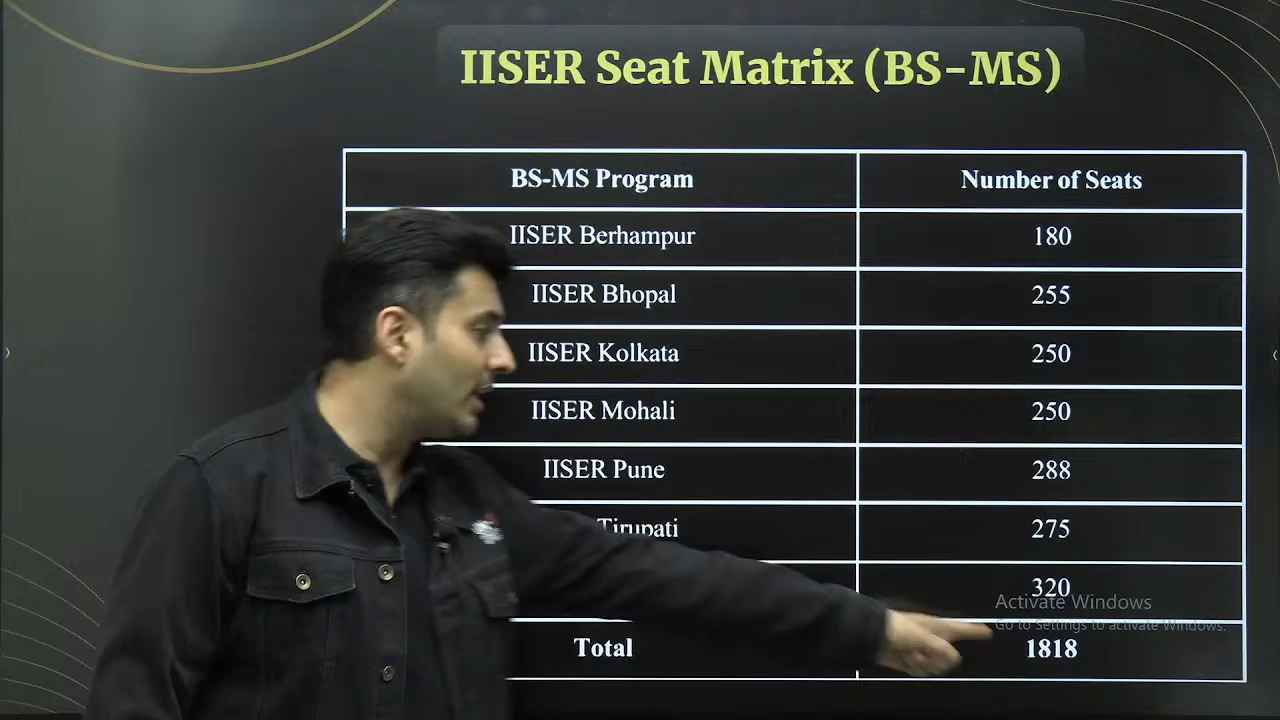 IISER Seat Matrix (BS-MS)
BS-MS Program Number of Seats
IISER Berhampur 180
IISER Bhopal 255
IISER Kolkata 250
IISER Mohali 250
IISER Pune 288
Tirupati 275
320
Activate Windows
Go to Settings to activate Windows.
Total 1818